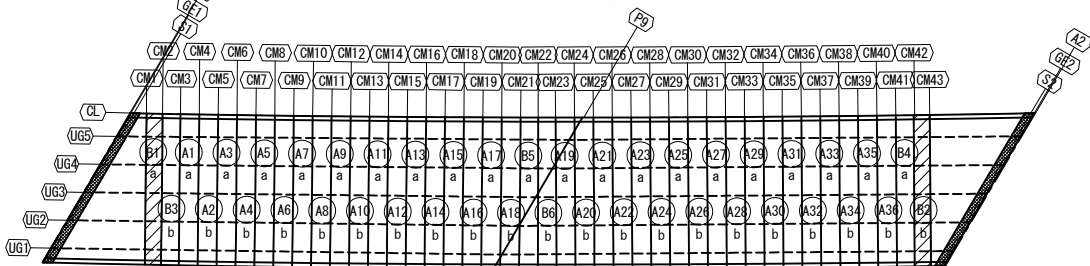 GE1
S1
P9
A2
GE2
S2
CM2 CM4 CM6 CM8 CM10 CM12 CM14 CM16 CM18 CM20 CM22 CM24 CM26 CM28 CM30 CM32 CM34 CM36 CM38 CM40 CM42
CM1 CM3 CM5 CM7 CM9 CM11 CM13 CM15 CM17 CM19 CM21 CM23 CM25 CM27 CM29 CM31 CM33 CM35 CM37 CM39 CM41 CM43
CL
UG5
B1 A1 A3 A5 A7 A9 A11 A13 A15 A17 B5 A19 A21 A23 A25 A27 A29 A31 A33 A35 B4
UG4
a a a a a a a a a a a a a a a a a a a a a
UG3
B3 A2 A4 A6 A8 A10 A12 A14 A16 A18 B6 A20 A22 A24 A26 A28 A30 A32 A34 A36 B2
UG2
b b b b b b b b b b b b b b b b b b b b b
UG1